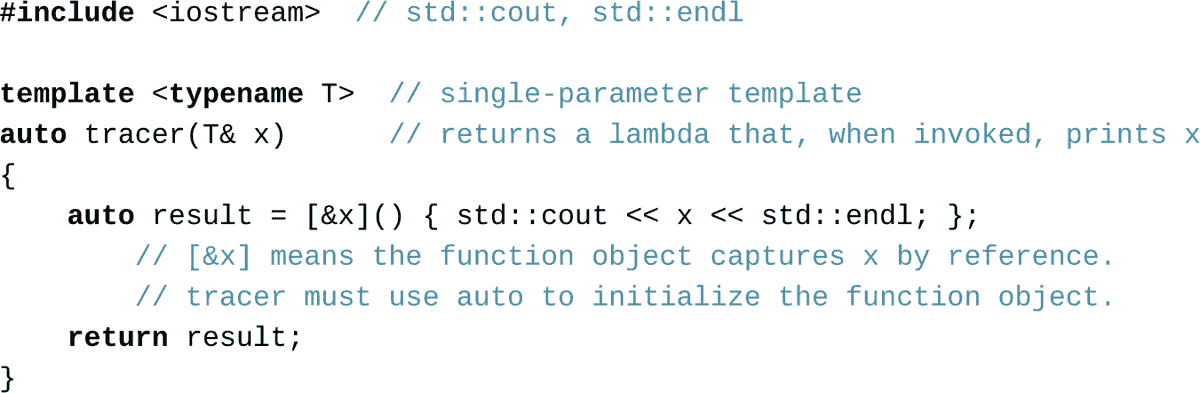 #include <iostream>  // std::cout, std::endl
template <typename T>  // single-parameter template
auto tracer(T& x)      // returns a lambda that, when invoked, prints x
{
    auto result = [&x]() { std::cout << x << std::endl; };
        // [&x] means the function object captures x by reference.
        // tracer must use auto to initialize the function object.
    return result;
}